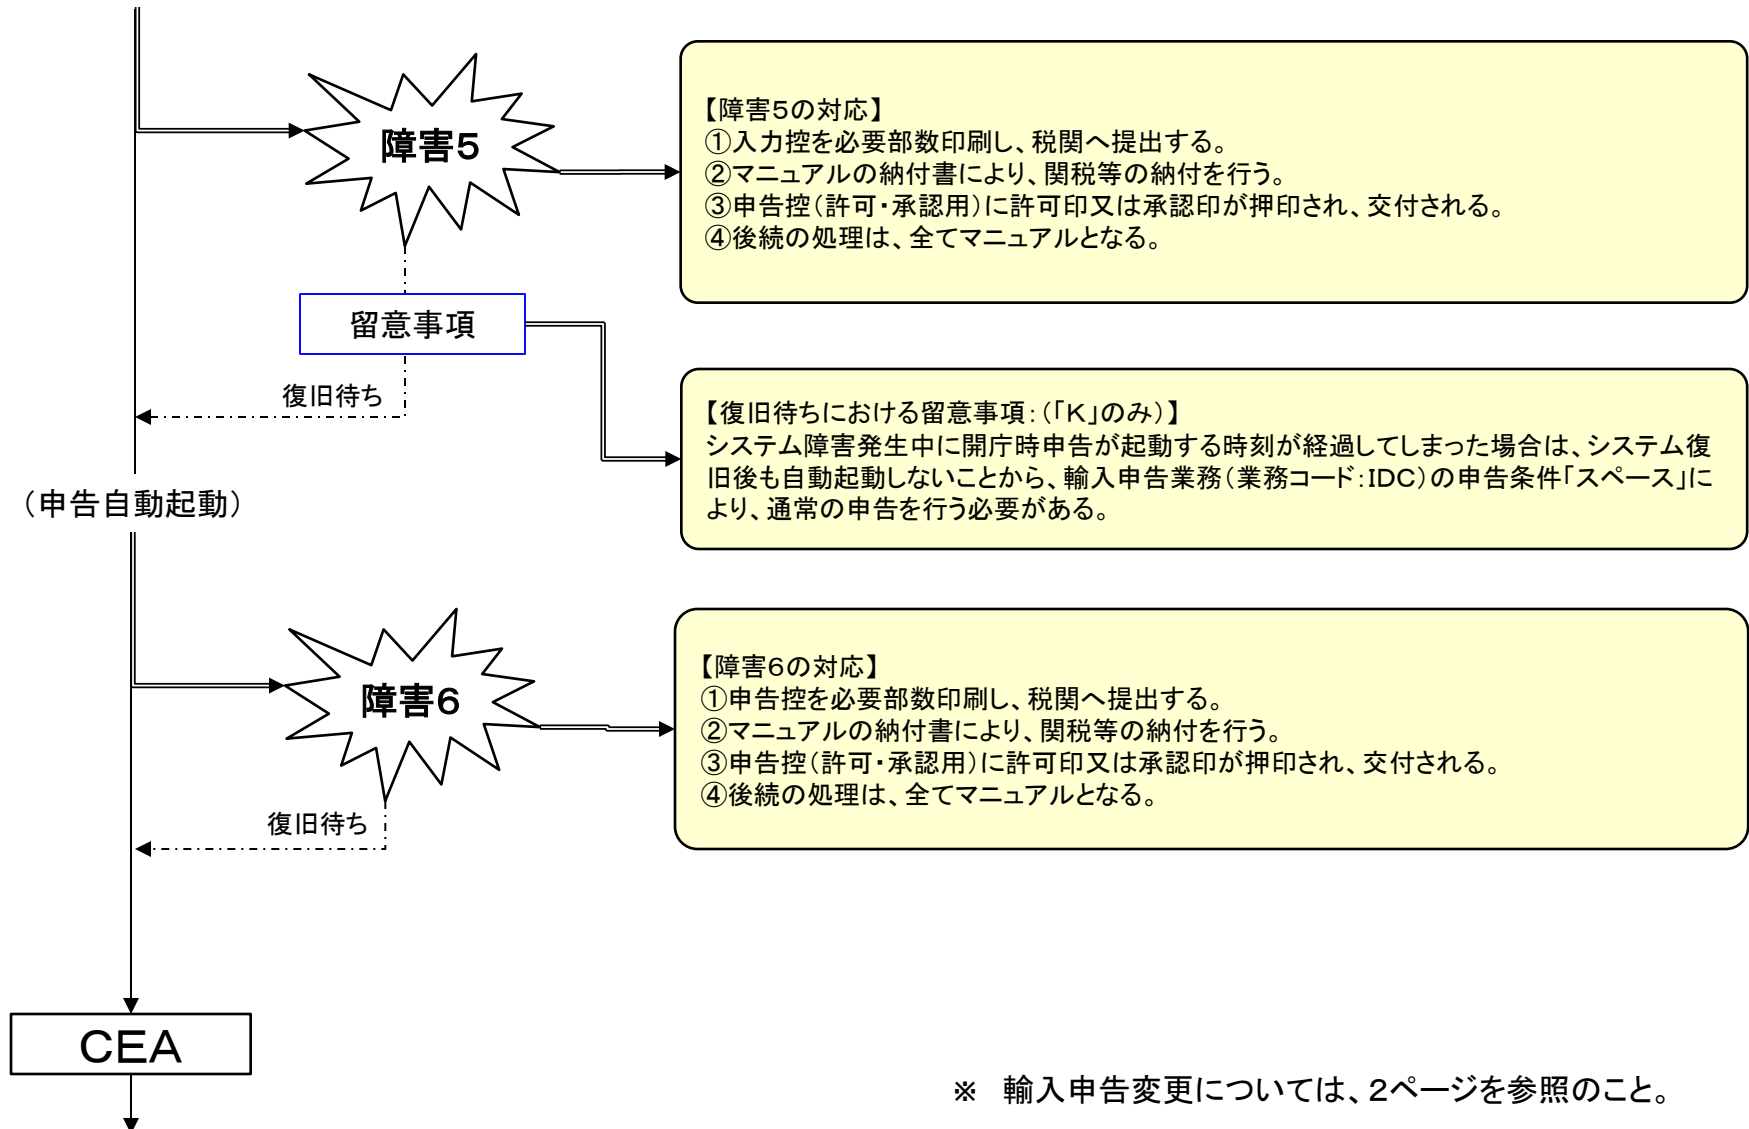 障害５
【障害５の対応】
①入力控を必要部数印刷し、税関へ提出する。
②マニュアルの納付書により、関税等の納付を行う。
③申告控（許可・承認用）に許可印又は承認印が押印され、交付される。
④後続の処理は、全てマニュアルとなる。
留意事項
復旧待ち
【復旧待ちにおける留意事項：（「Ｋ」のみ）】
システム障害発生中に開庁時申告が起動する時刻が経過してしまった場合は、システム復
旧後も自動起動しないことから、輸入申告業務（業務コード：ＩＤＣ）の申告条件「スペース」に
より、通常の申告を行う必要がある。
（申告自動起動）
障害６
【障害６の対応】
①申告控を必要部数印刷し、税関へ提出する。
②マニュアルの納付書により、関税等の納付を行う。
③申告控（許可・承認用）に許可印又は承認印が押印され、交付される。
④後続の処理は、全てマニュアルとなる。
復旧待ち
ＣＥＡ
※　輸入申告変更については、２ページを参照のこと。